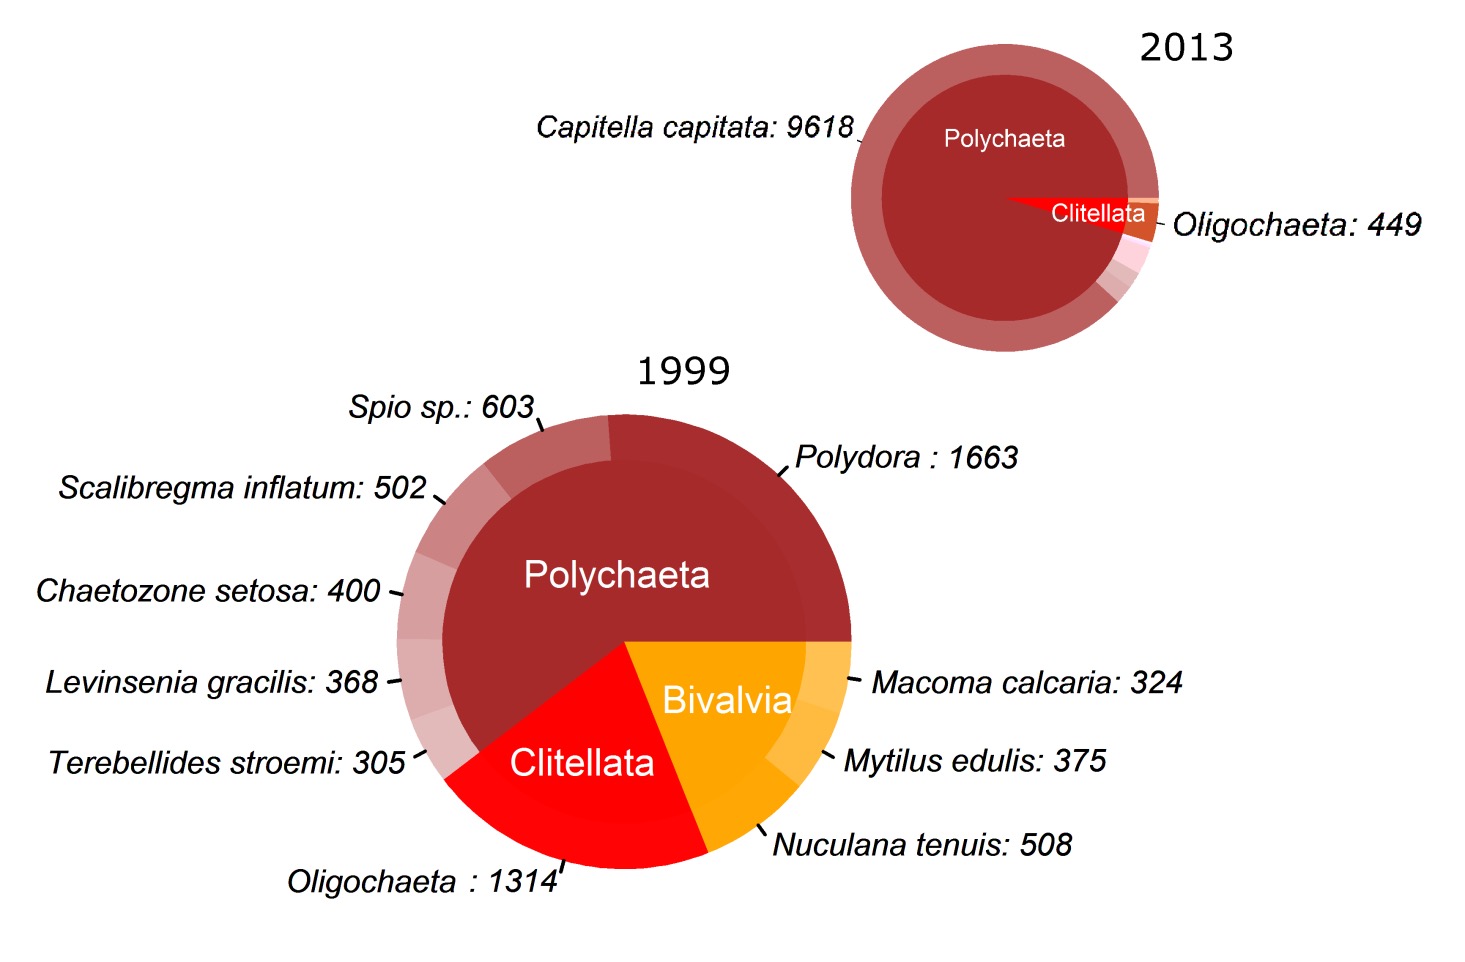 2013
Capitella capitata: 9618
Polychaeta
Clitellata
Oligochaeta: 449
1999
Spio sp.: 603
Polydora : 1663
Scalibregma inflatum: 502
Polychaeta
Chaetozone setosa: 400
Levinsenia gracilis: 368
Bivalvia
Macoma calcaria: 324
Terebellides stroemi: 305
Clitellata
Mytilus edulis: 375
Nuculana tenuis: 508
Oligochaeta : 1314